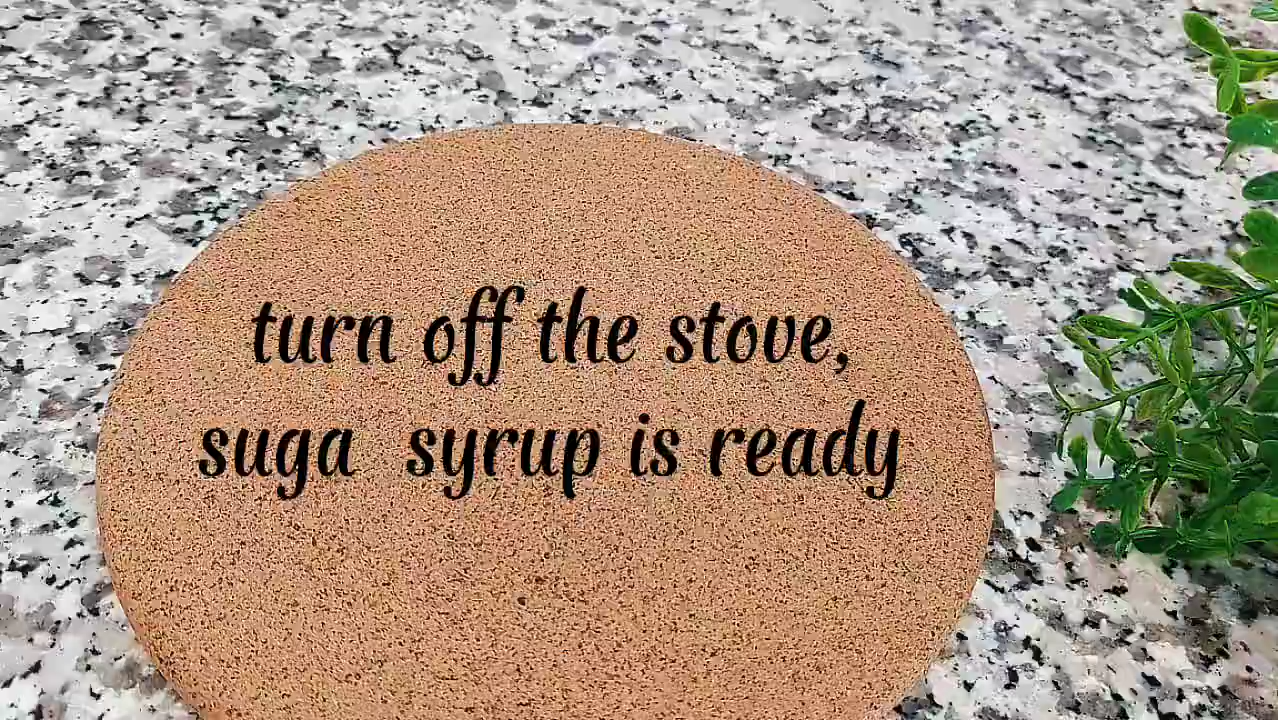 turn off the stove,
suga syrup is ready